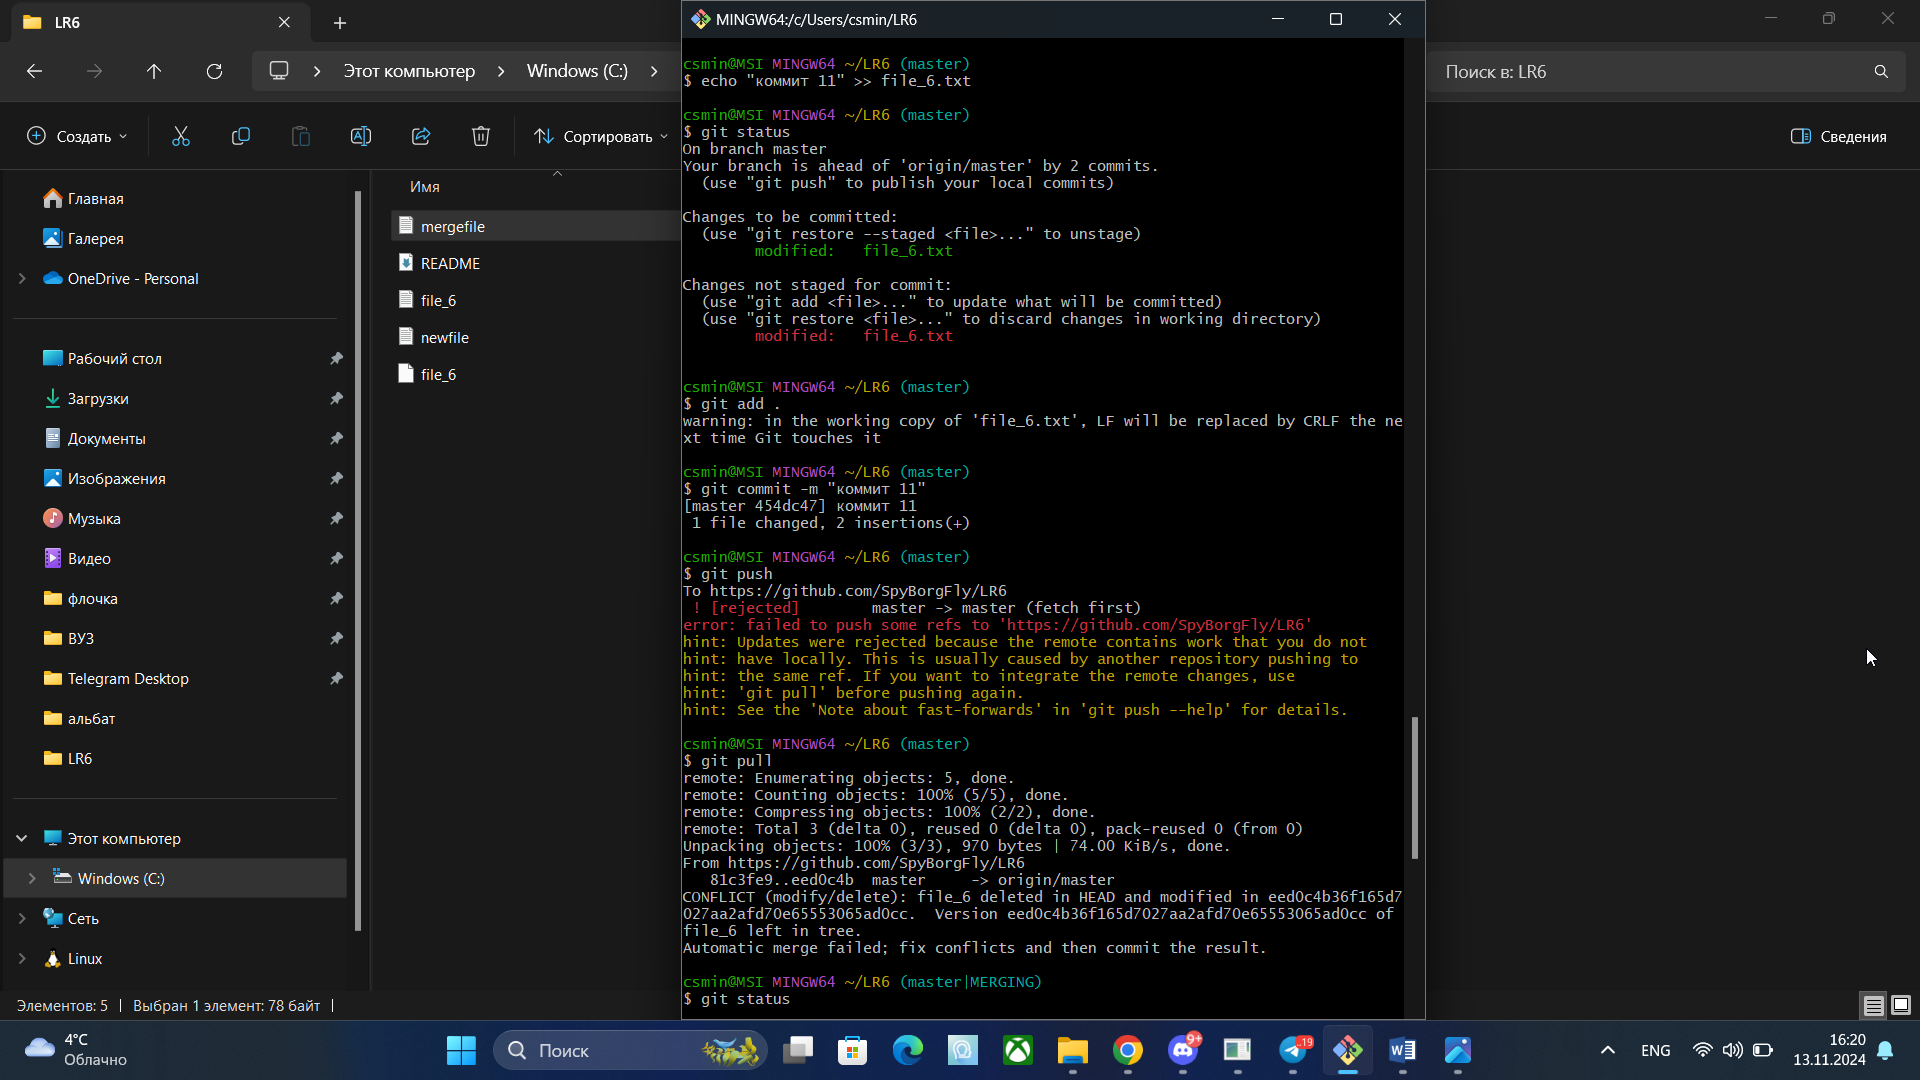 LR6
Этот компьютер
Windows (C:)
Создать
Сортировать
Главная
Галерея
OneDrive - Personal
Рабочий стол
Загрузки
Документы
Изображения
Музыка
Видео
флочка
ВУЗ
Telegram Desktop
альбат
LR6
Этот компьютер
Windows (C:)
Сеть
Linux
Имя
mergefile
README
file_6
newfile
file_6
Элементов: 5
Выбран 1 элемент: 78 байт
MINGW64:/c/Users/csmin/LR6
csmin@MSI MINGW64 ~/LR6 (master)
$ echo "коммит 11" >> file_6.txt
csmin@MSI MINGW64 ~/LR6 (master)
$ git status
On branch master
Your branch is ahead of 'origin/master' by 2 commits.
(use "git push" to publish your local commits)
Changes to be committed:
(use "git restore --staged <file>..." to unstage)
modified:   file_6.txt
Changes not staged for commit:
(use "git add <file>..." to update what will be committed)
(use "git restore <file>..." to discard changes in working directory)
modified:   file_6.txt
csmin@MSI MINGW64 ~/LR6 (master)
$ git add .
warning: in the working copy of 'file_6.txt', LF will be replaced by CRLF the ne
xt time Git touches it
csmin@MSI MINGW64 ~/LR6 (master)
$ git commit -m "коммит 11"
[master 454dc47] коммит 11
1 file changed, 2 insertions(+)
csmin@MSI MINGW64 ~/LR6 (master)
$ git push
To https://github.com/SpyBorgFly/LR6
! [rejected]        master -> master (fetch first)
error: failed to push some refs to 'https://github.com/SpyBorgFly/LR6'
hint: Updates were rejected because the remote contains work that you do not
hint: have locally. This is usually caused by another repository pushing to
hint: the same ref. If you want to integrate the remote changes, use
hint: 'git pull' before pushing again.
hint: See the 'Note about fast-forwards' in 'git push --help' for details.
csmin@MSI MINGW64 ~/LR6 (master)
$ git pull
remote: Enumerating objects: 5, done.
remote: Counting objects: 100% (5/5), done.
remote: Compressing objects: 100% (2/2), done.
remote: Total 3 (delta 0), reused 0 (delta 0), pack-reused 0 (from 0)
Unpacking objects: 100% (3/3), 970 bytes | 74.00 KiB/s, done.
From https://github.com/SpyBorgFly/LR6
81c3fe9..eed0c4b  master     -> origin/master
CONFLICT (modify/delete): file_6 deleted in HEAD and modified in eed0c4b36f165d7
027aa2afd70e65553065ad0cc.  Version eed0c4b36f165d7027aa2afd70e65553065ad0cc of
file_6 left in tree.
Automatic merge failed; fix conflicts and then commit the result.
csmin@MSI MINGW64 ~/LR6 (master|MERGING)
$ git status
Поиск в: LR6
Сведения
4°C
Облачно
Поиск
9+
19
ENG
16:20
13.11.2024